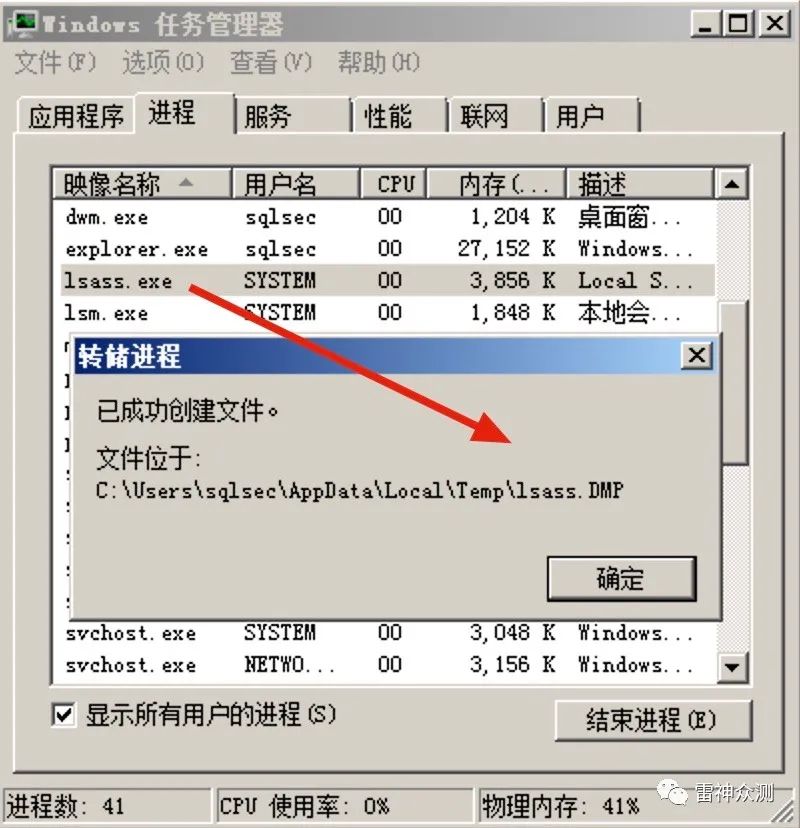 Windows 任务管理器
文件(F) 选项(O) 查看(V) 帮助(H)
应用程序 进程 服务 性能 联网 用户
映像名称 用户名 CPU 内存(... 描述
dwm.exe sqlsec 00 1,204 K 桌面窗...
explorer.exe sqlsec 00 27,152 K Windows...
lsass.exe SYSTEM 00 3,856 K Local S...
lsm.exe SYSTEM 00 1,848 K 本地会...
转储进程
已成功创建文件。
文件位于:
C:\Users\sqlsec\AppData\Local\Temp\lsass.DMP
确定
svchost.exe SYSTEM 00 3,048 K Windows...
svchost.exe NETWO... 00 3,156 K Windows...
显示所有用户的进程(S) 结束进程(E)
进程数: 41 CPU 使用率: 0% 物理内存: 41%
雷神众测